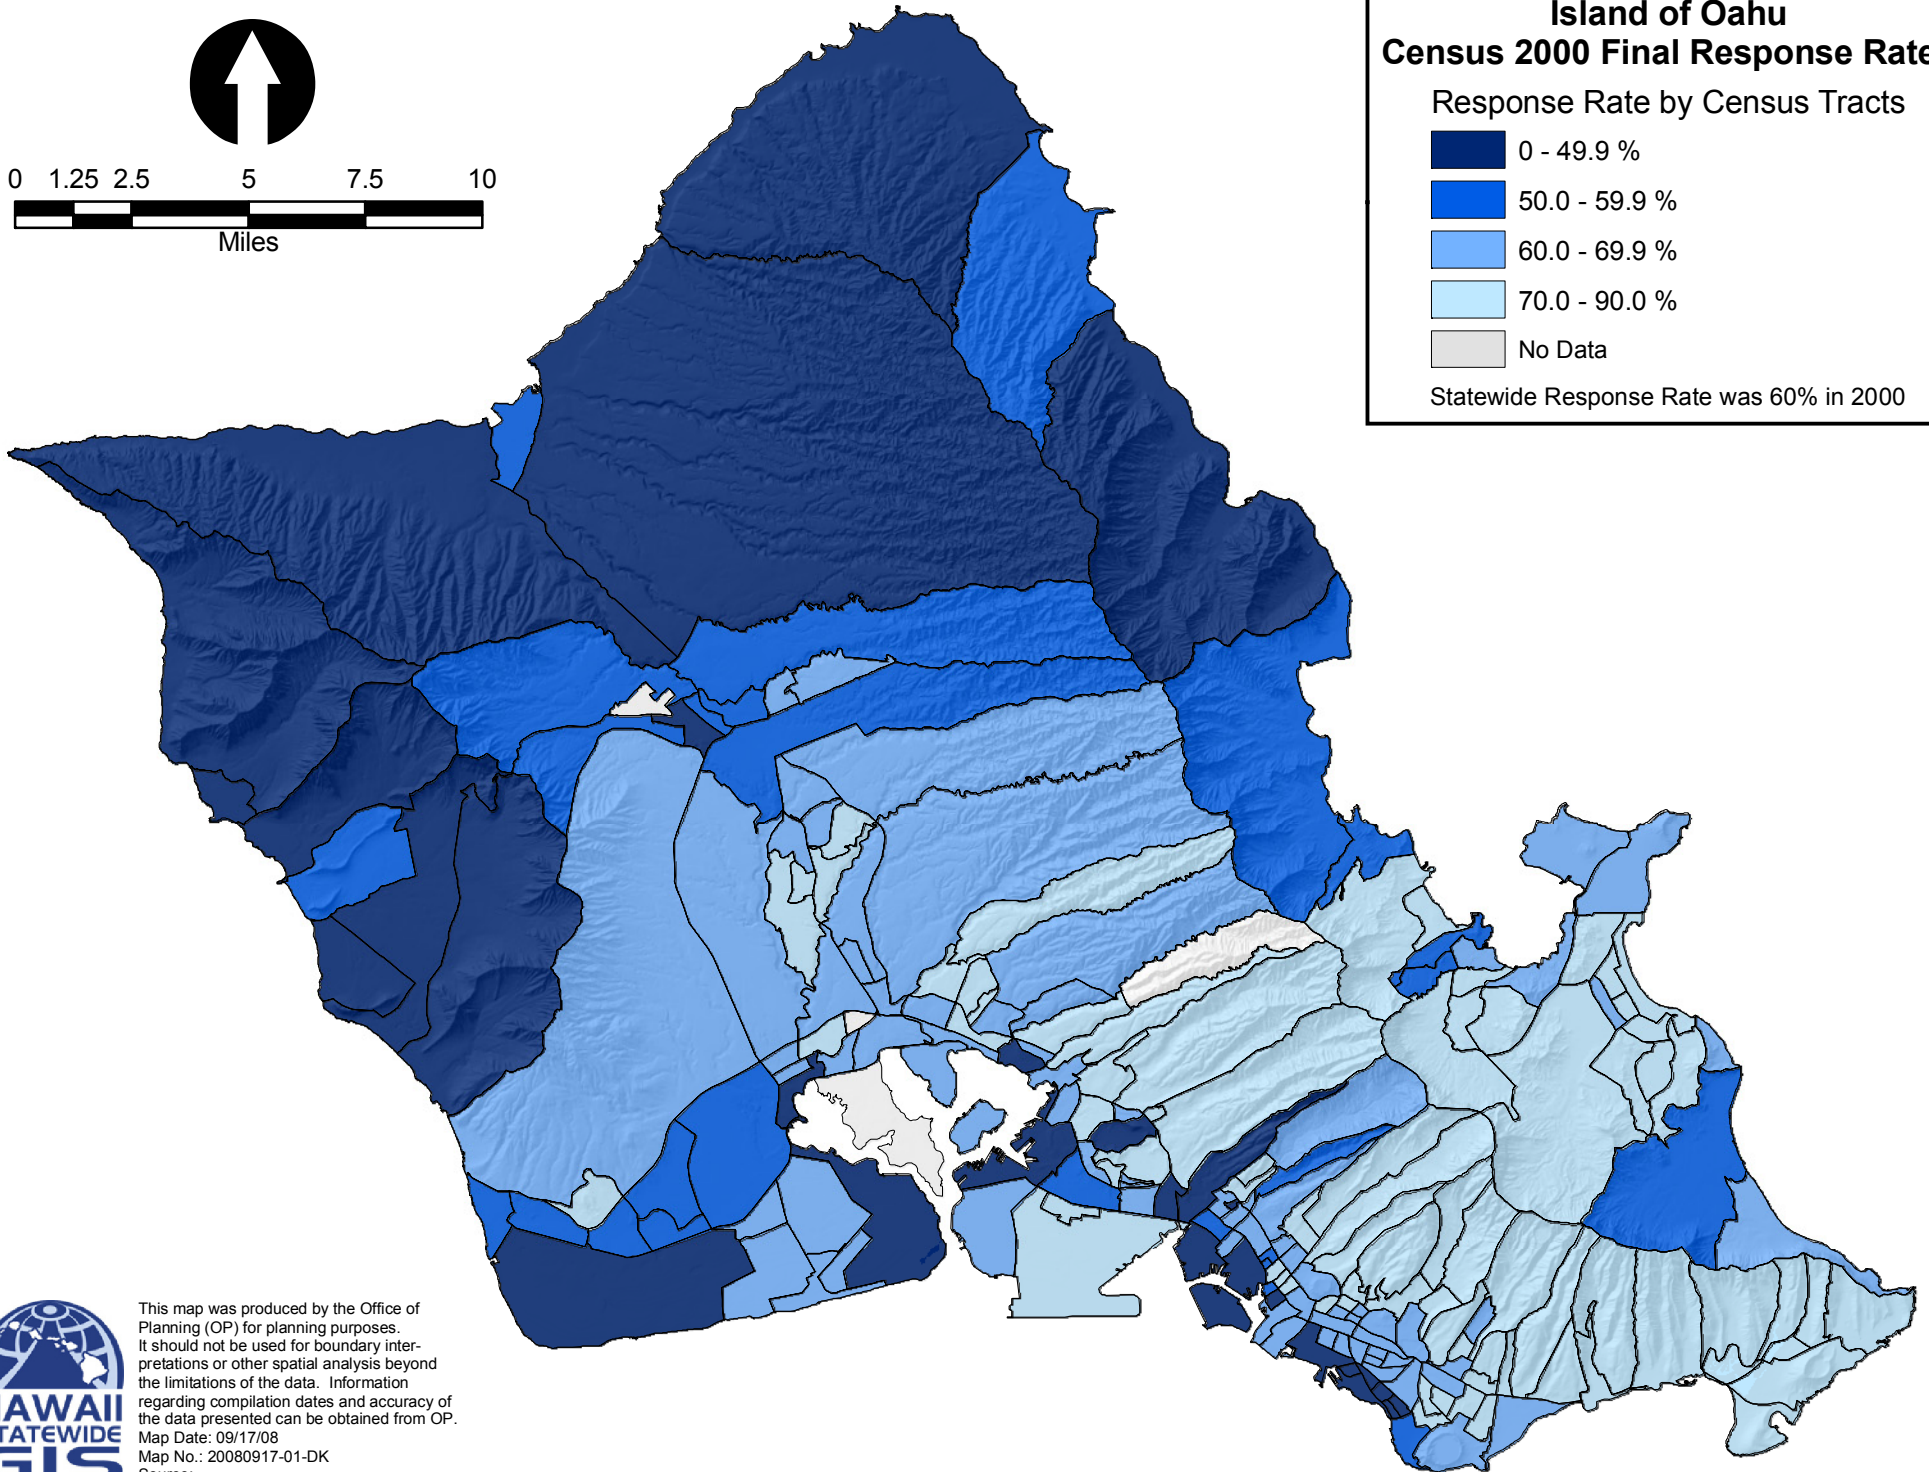 Island of Oahu
Census 2000 Final Response Rate
Response Rate by Census Tracts
0 - 49.9 %
50.0 - 59.9 %
60.0 - 69.9 %
70.0 - 90.0 %
No Data
Statewide Response Rate was 60% in 2000
0 1.25 2.5 5 7.5 10
Miles
This map was produced by the Office of
Planning (OP) for planning purposes.
It should not be used for boundary inter-
pretations or other spatial analysis beyond
the limitations of the data. Information
regarding compilation dates and accuracy of
the data presented can be obtained from OP.
Map Date: 09/17/08
Map No.: 20080917-01-DK
AWAII
TATEWIDE
GIS